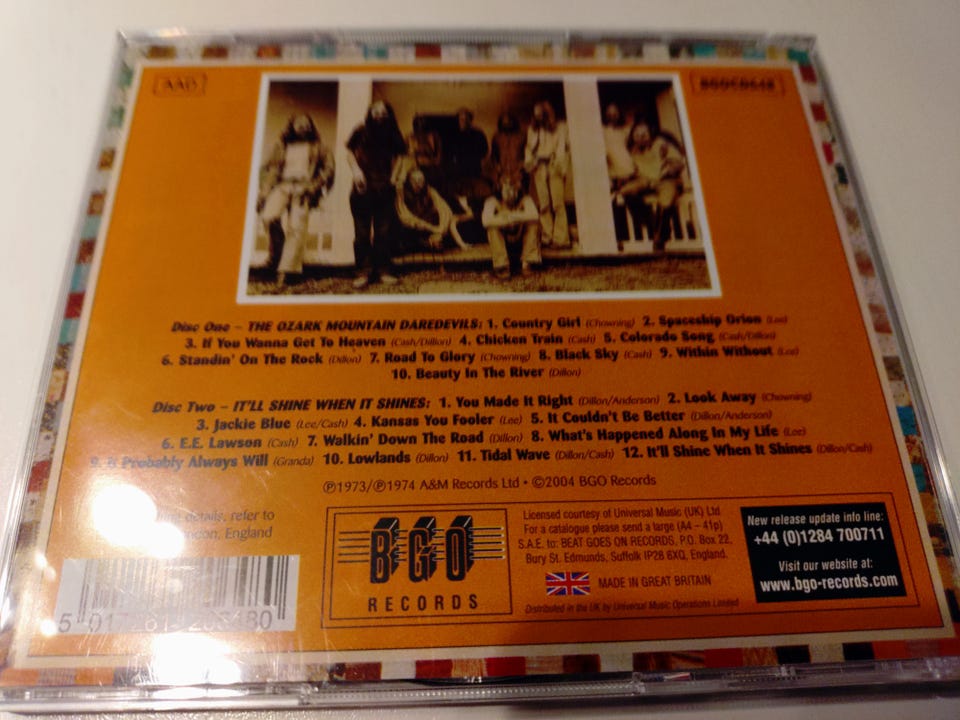 AAD
BGOCD648
Disc One – THE OZARK MOUNTAIN DAREDEVILS: 1. Country Girl (Chowning) 2. Spaceship Orion (Lee)
3. If You Wanna Get To Heaven (Cash/Dillon) 4. Chicken Train (Cash) 5. Colorado Song (Cash/Dillon)
6. Standin' On The Rock (Dillon) 7. Road To Glory (Chowning) 8. Black Sky (Cash) 9. Within Without (Lee)
10. Beauty In The River (Dillon)
Disc Two – IT'LL SHINE WHEN IT SHINES: 1. You Made It Right (Dillon/Anderson) 2. Look Away (Chowning)
3. Jackie Blue (Lee/Cash) 4. Kansas You Fooler (Lee) 5. It Couldn't Be Better (Dillon/Anderson)
6. E.E. Lawson (Cash) 7. Walkin' Down The Road (Dillon) 8. What's Happened Along In My Life (Lee)
9. Probably Always Will (Granda) 10. Lowlands (Dillon) 11. Tidal Wave (Dillon/Cash) 12. It'll Shine When It Shines (Dillon/Cash)
℗1973/℗1974 A&M Records Ltd • ©2004 BGO Records
details, refer to
London, England
BGO
RECORDS
Licensed courtesy of Universal Music (UK) Ltd
For a catalogue please send a large (A4 – 41p)
S.A.E. to: BEAT GOES ON RECORDS, P.O. Box 22,
Bury St. Edmunds, Suffolk IP28 6XQ, England.
MADE IN GREAT BRITAIN
Distributed in the UK by Universal Music Operations Limited
New release update info line:
+44 (0)1284 700711
Visit our website at:
www.bgo-records.com